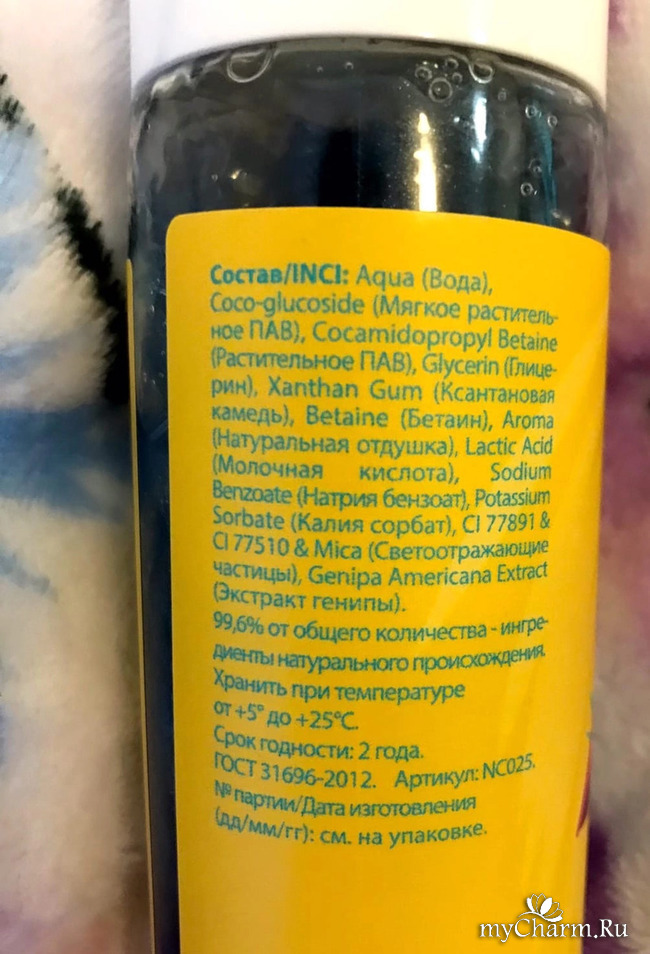 Состав/INCI: Aqua (Вода),
Coco-glucoside (Мягкое раститель-
ное ПАВ), Cocamidopropyl Betaine
(Растительное ПАВ), Glycerin (Глице-
рин), Xanthan Gum (Ксантановая
камедь), Betaine (Бетаин), Aroma
(Натуральная отдушка), Lactic Acid
(Молочная кислота), Sodium
Benzoate (Натрия бензоат), Potassium
Sorbate (Калия сорбат), CI 77891 &
CI 77510 & Mica (Светоотражающие
частицы), Genipa Americana Extract
(Экстракт генипы).
99,6% от общего количества - ингре-
диенты натурального происхождения.
Хранить при температуре
от +5° до +25°C.
Срок годности: 2 года.
ГОСТ 31696-2012. Артикул: NC025.
№ партии/Дата изготовления
(дд/мм/гг): см. на упаковке.
myCharm.Ru